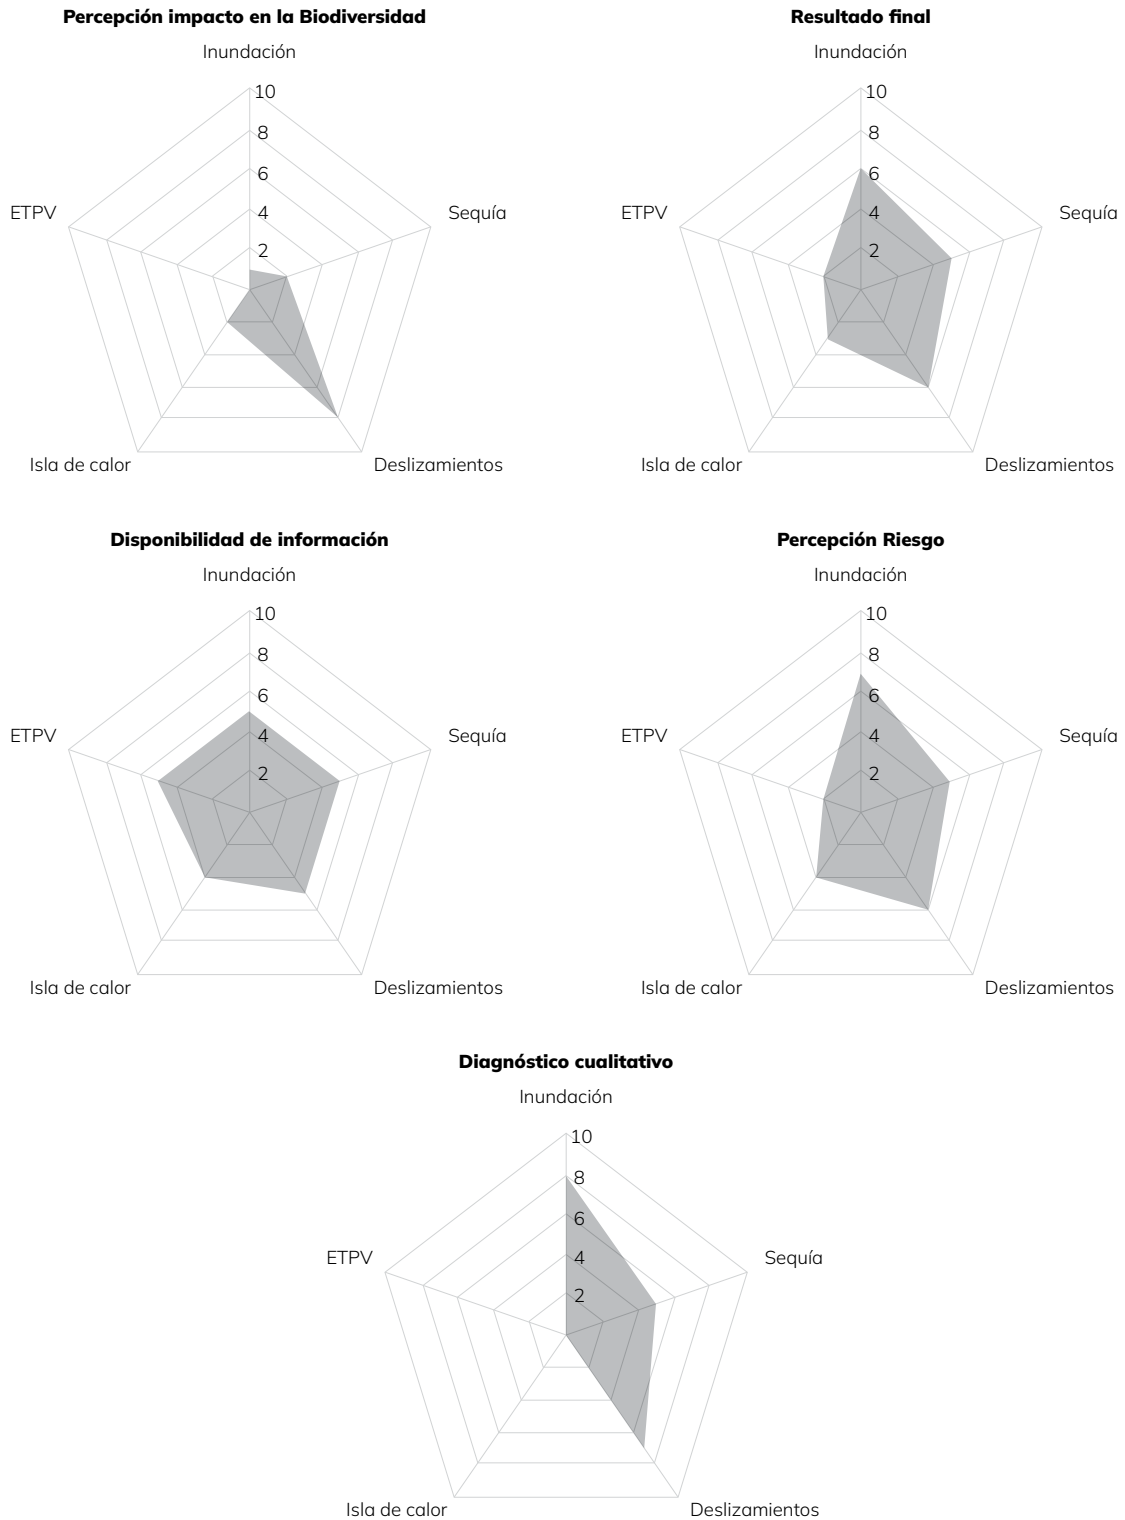 Percepción impacto en la Biodiversidad
Inundación
10
8
6
4
2
ETPV
Sequía
Isla de calor
Deslizamientos
Resultado final
Inundación
10
8
6
4
2
ETPV
Sequía
Isla de calor
Deslizamientos
Disponibilidad de información
Inundación
10
8
6
4
2
ETPV
Sequía
Isla de calor
Deslizamientos
Percepción Riesgo
Inundación
10
8
6
4
2
ETPV
Sequía
Isla de calor
Deslizamientos
Diagnóstico cualitativo
Inundación
10
8
6
4
2
ETPV
Sequía
Isla de calor
Deslizamientos